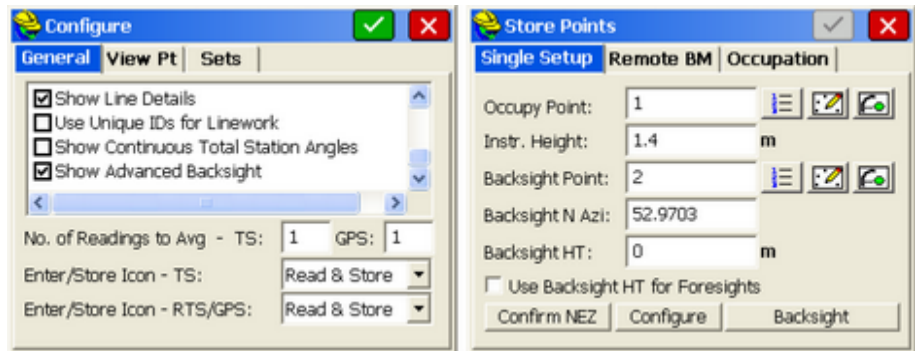 Configure
General View Pt Sets
Show Line Details
Use Unique IDs for Linework
Show Continuous Total Station Angles
Show Advanced Backsight
No. of Readings to Avg - TS: 1 GPS: 1
Enter/Store Icon - TS: Read & Store
Enter/Store Icon - RTS/GPS: Read & Store
Store Points
Single Setup Remote BM Occupation
Occupy Point: 1
Instr. Height: 1.4 m
Backsight Point: 2
Backsight N Azi: 52.9703
Backsight HT: 0 m
Use Backsight HT for Foresights
Confirm NEZ Configure Backsight